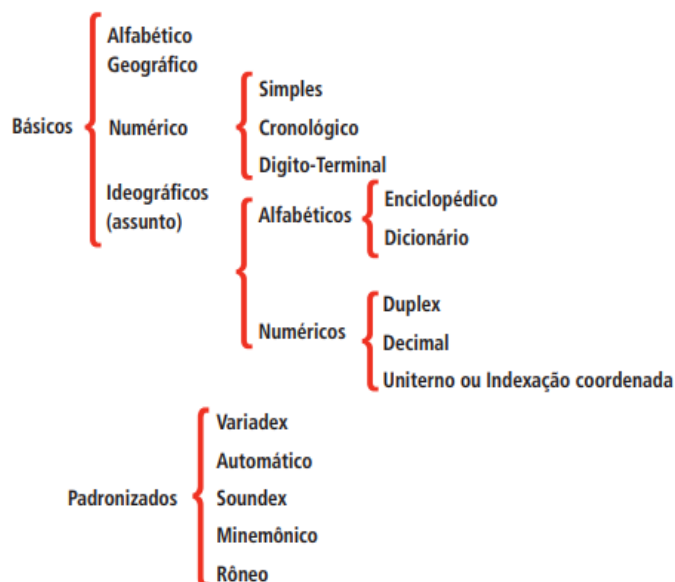 Alfabético
Geográfico
Básicos
Numérico
Simples
Cronológico
Digito-Terminal
Ideográficos
(assunto)
Alfabéticos
Enciclopédico
Dicionário
Numéricos
Duplex
Decimal
Uniterno ou Indexação coordenada
Padronizados
Variadex
Automático
Soundex
Minemônico
Rôneo